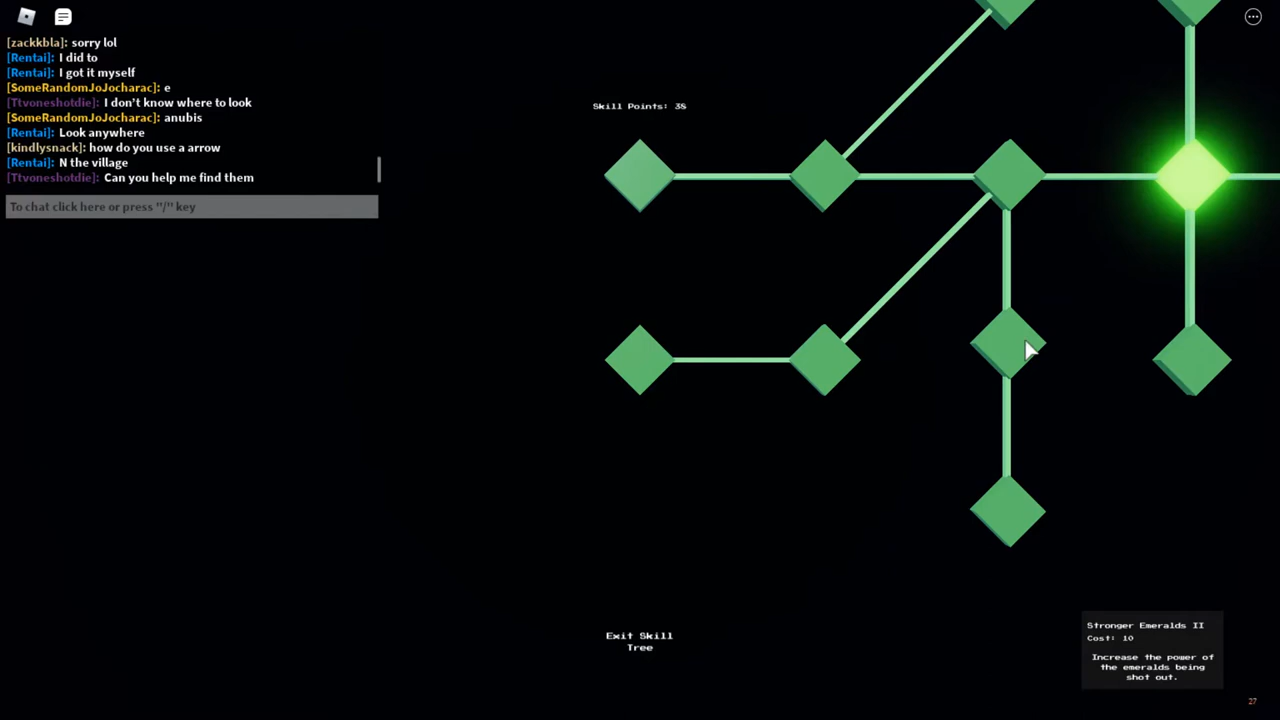 [zackkbla]: sorry lol
[Rentai]: I did to
[Rentai]: I got it myself
[SomeRandomJoJocharac]: e
[Ttvoneshotdie]: I don't know where to look
[SomeRandomJoJocharac]: anubis
[Rentai]: Look anywhere
[kindlysnack]: how do you use a arrow
[Rentai]: N the village
[Ttvoneshotdie]: Can you help me find them
To chat click here or press "/" key
Skill Points: 38
Exit Skill
Tree
Stronger Emeralds II
Cost: 10
Increase the power of
the emeralds being
shot out.
27